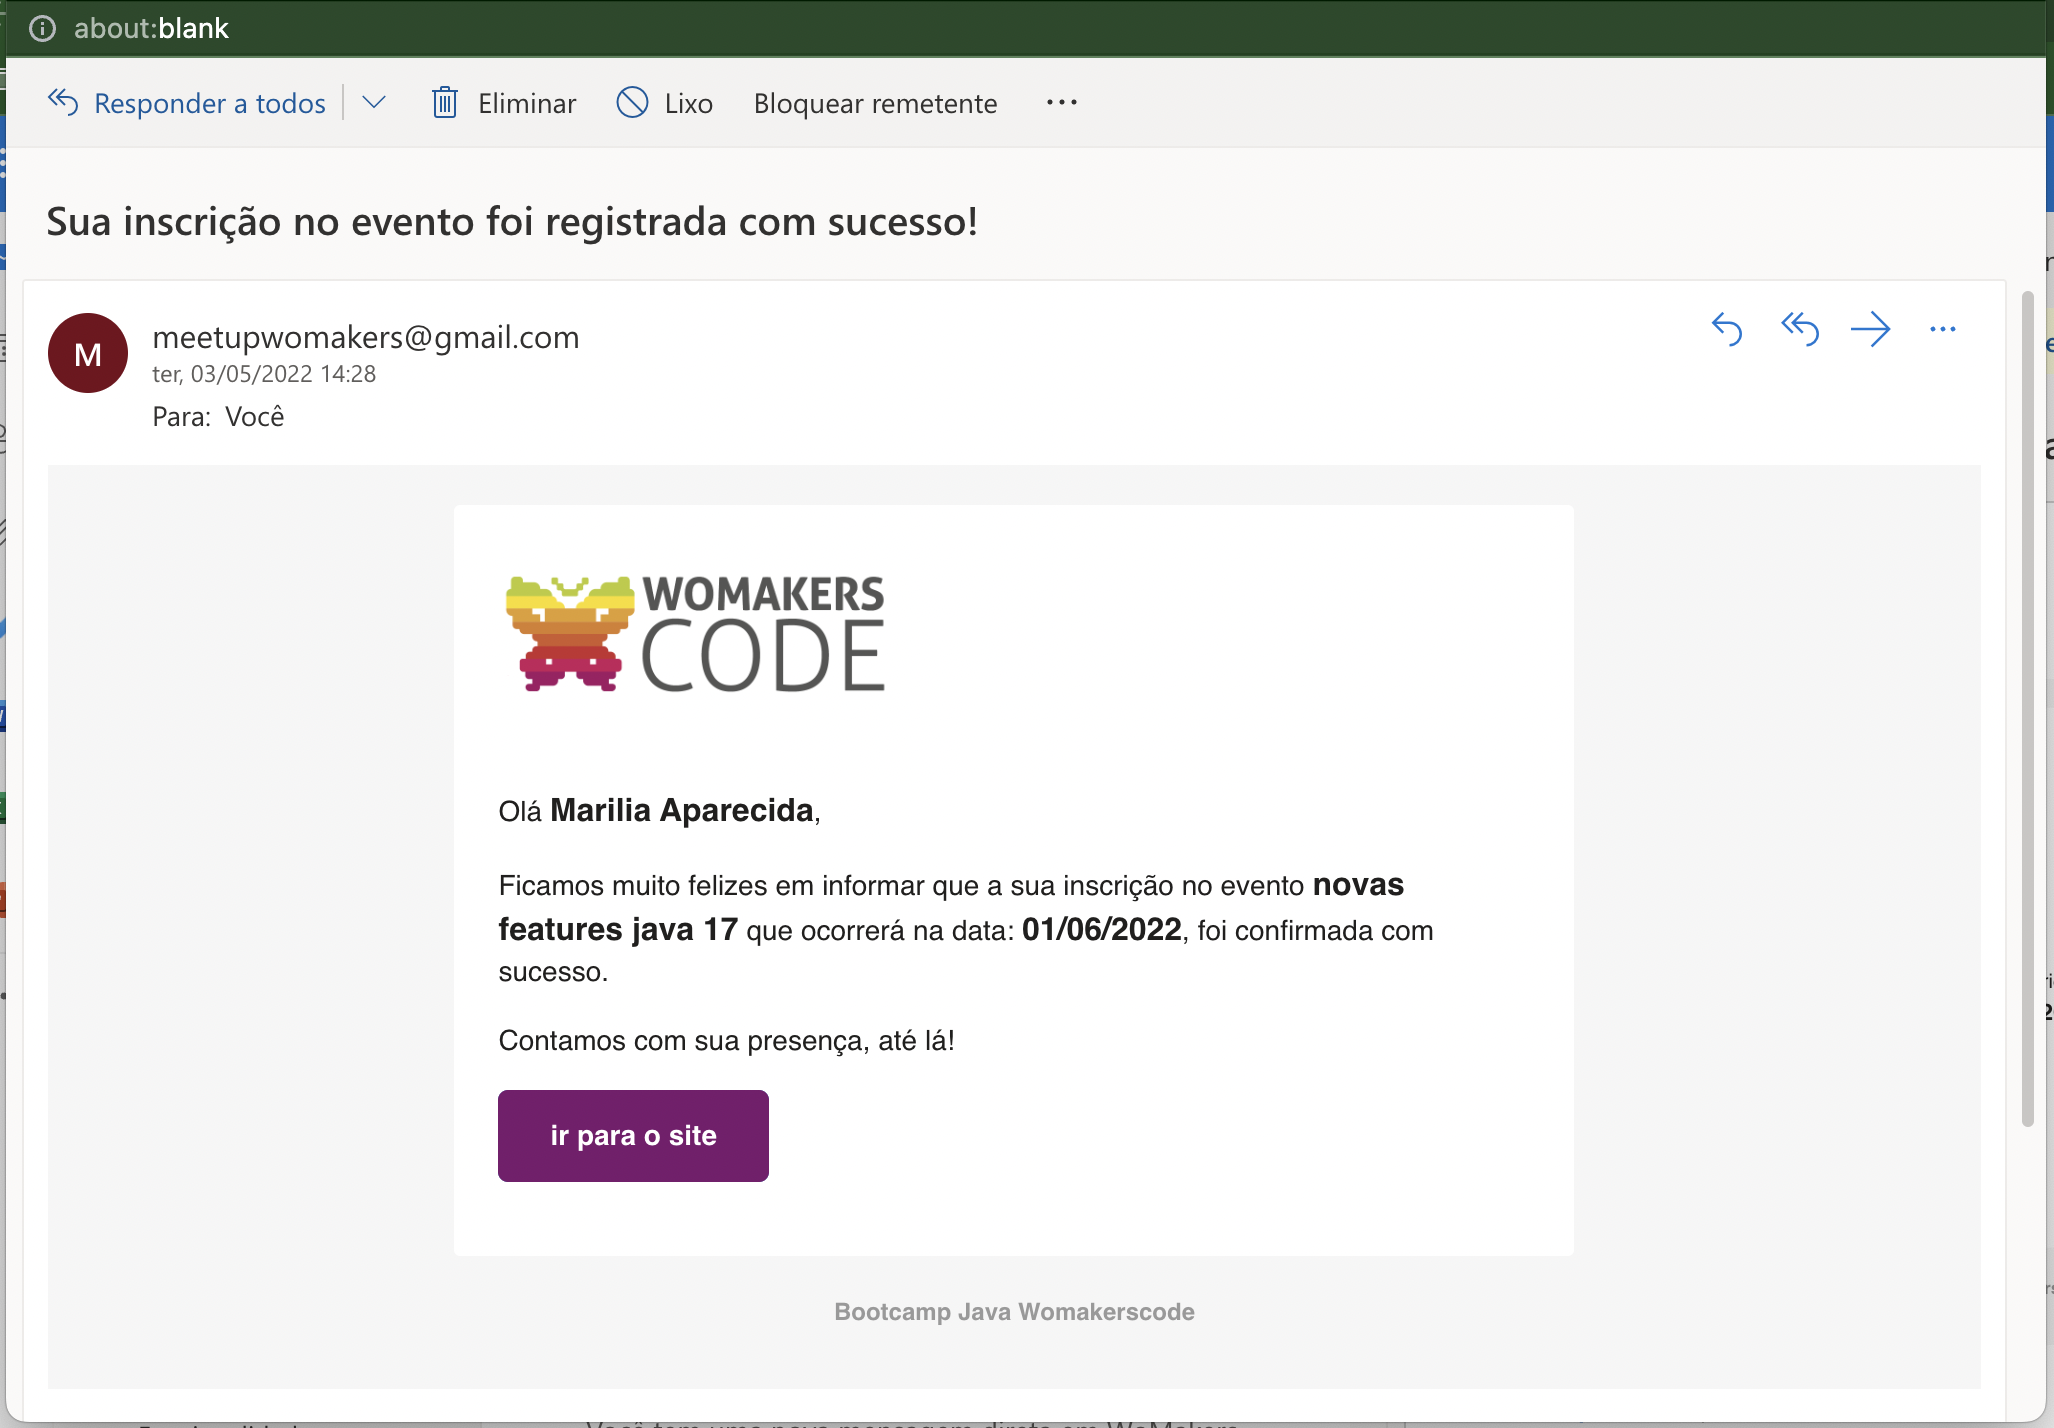 about:blank
Responder a todos Eliminar Lixo Bloquear remetente
Sua inscrição no evento foi registrada com sucesso!
M
meetupwomakers@gmail.com
ter, 03/05/2022 14:28
Para: Você
WOMAKERS
CODE
Olá Marilia Aparecida,
Ficamos muito felizes em informar que a sua inscrição no evento novas
features java 17 que ocorrerá na data: 01/06/2022, foi confirmada com
sucesso.
Contamos com sua presença, até lá!
ir para o site
Bootcamp Java Womakerscode